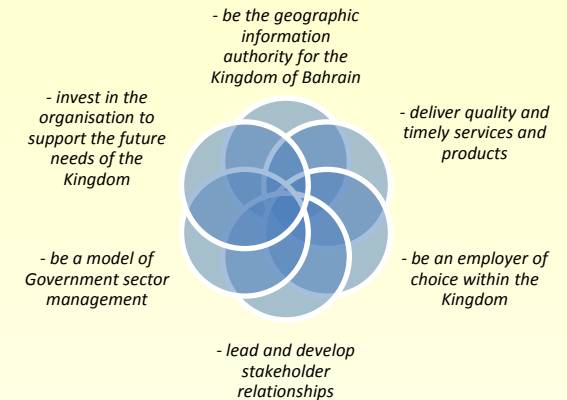 - be the geographic
information
authority for the
Kingdom of Bahrain
- deliver quality and
timely services and
products
- be an employer of
choice within the
Kingdom
- lead and develop
stakeholder
relationships
- be a model of
Government sector
management
- invest in the
organisation to
support the future
needs of the
Kingdom